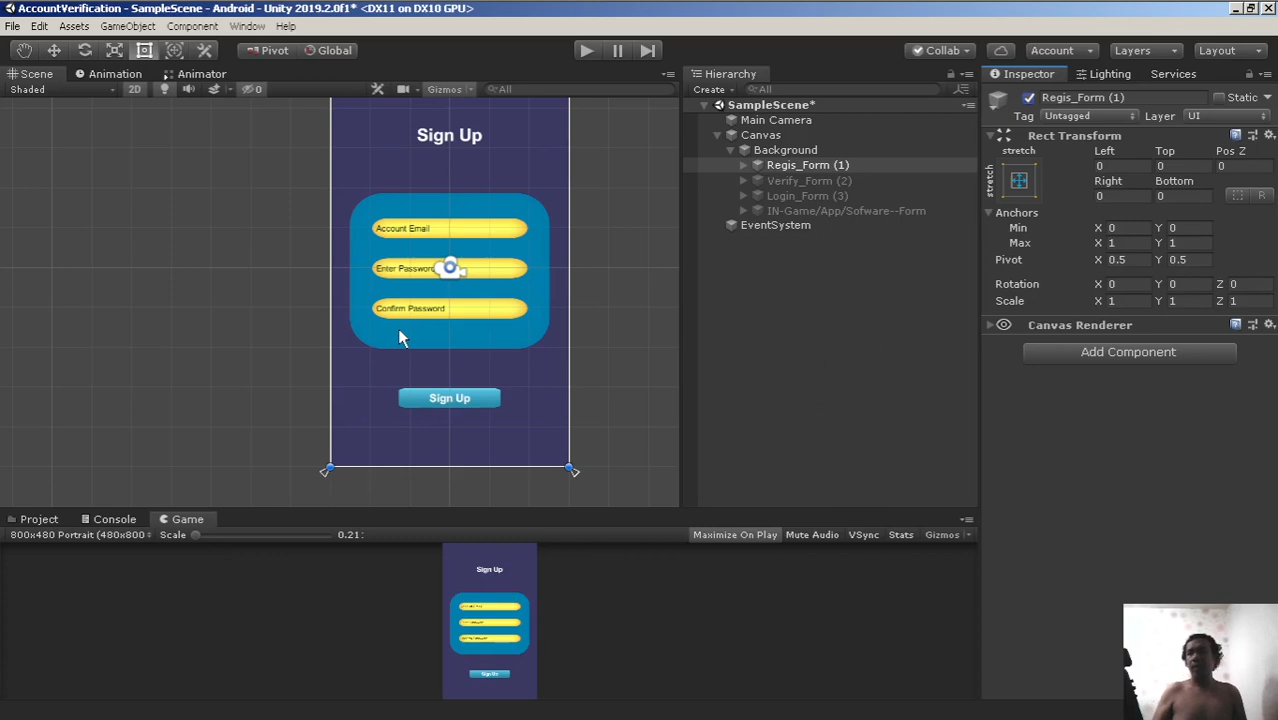 AccountVerification - SampleScene - Android - Unity 2019.2.0f1* <DX11 on DX10 GPU>
File Edit Assets GameObject Component Window Help
Pivot Global Collab Account Layers Layout
Scene Animation Animator
Shaded 2D 0 Gizmos All
Sign Up
Account Email
Enter Password
Confirm Password
Sign Up
Hierarchy
Create All
SampleScene*
Main Camera
Canvas
Background
Regis_Form (1)
Verify_Form (2)
Login_Form (3)
IN-Game/App/Sofware--Form
EventSystem
Inspector Lighting Services
Regis_Form (1) Static
Tag Untagged Layer UI
Rect Transform
stretch Left Top Pos Z
stretch 0 0 0
Right Bottom
0 0 R
Anchors
Min X 0 Y 0
Max X 1 Y 1
Pivot X 0.5 Y 0.5
Rotation X 0 Y 0 Z 0
Scale X 1 Y 1 Z 1
Canvas Renderer
Add Component
Project Console Game
800x480 Portrait (480x800) Scale 0.21: Maximize On Play Mute Audio VSync Stats Gizmos
Sign Up
Sign Up